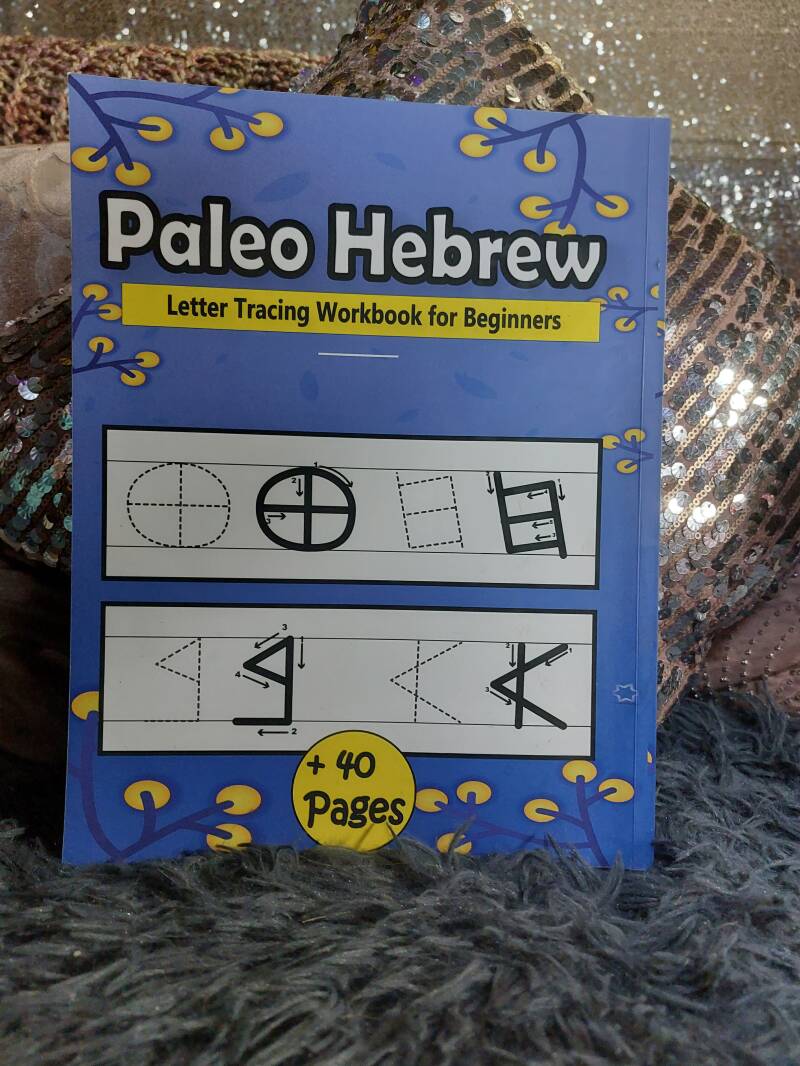 Paleo Hebrew
Letter Tracing Workbook for Beginners
𐤈 𐤇
𐤁 𐤀
+ 40
Pages